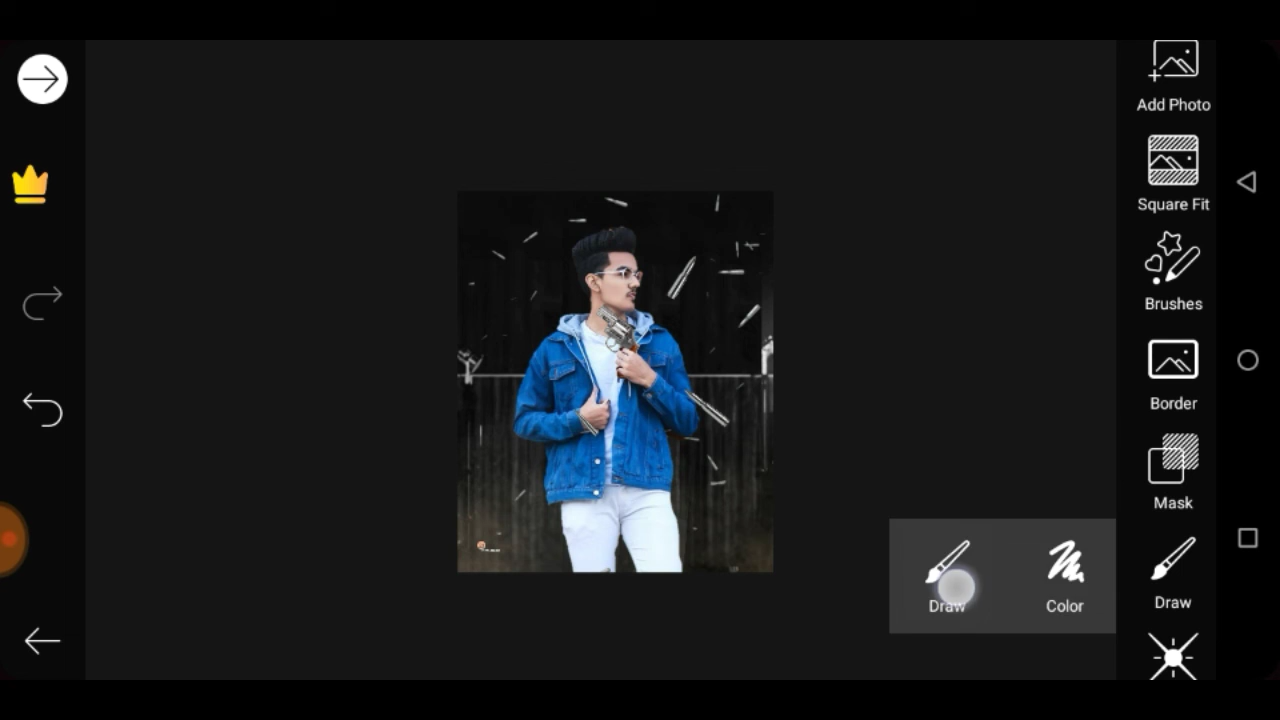 Add Photo
Square Fit
Brushes
Border
Mask
Draw
Color
Draw